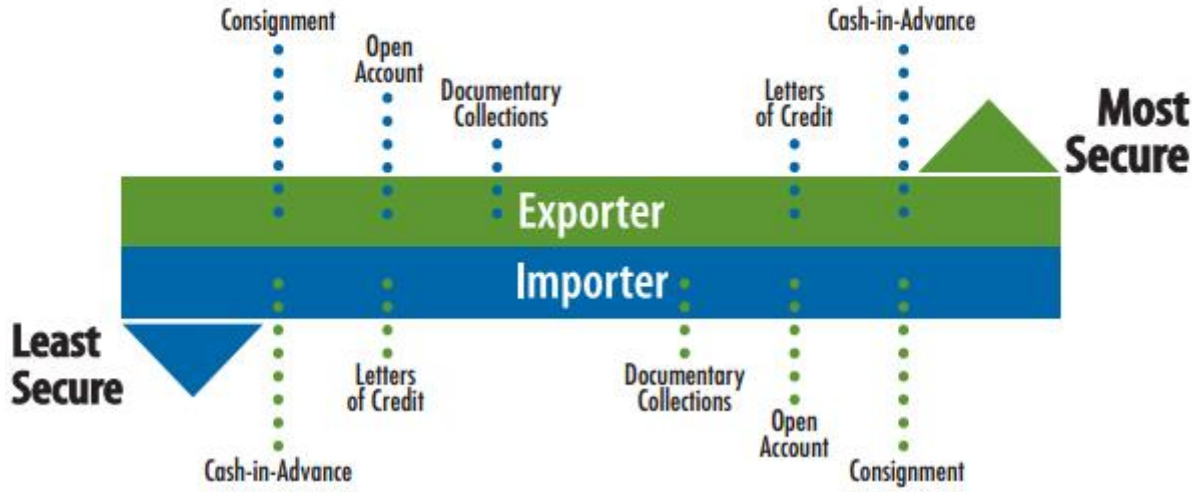 Consignment
Cash-in-Advance
Open
Account
Documentary
Collections
Letters
of Credit
Most
Secure
Exporter
Importer
Least
Secure
Letters
of Credit
Documentary
Collections
Open
Account
Cash-in-Advance
Consignment